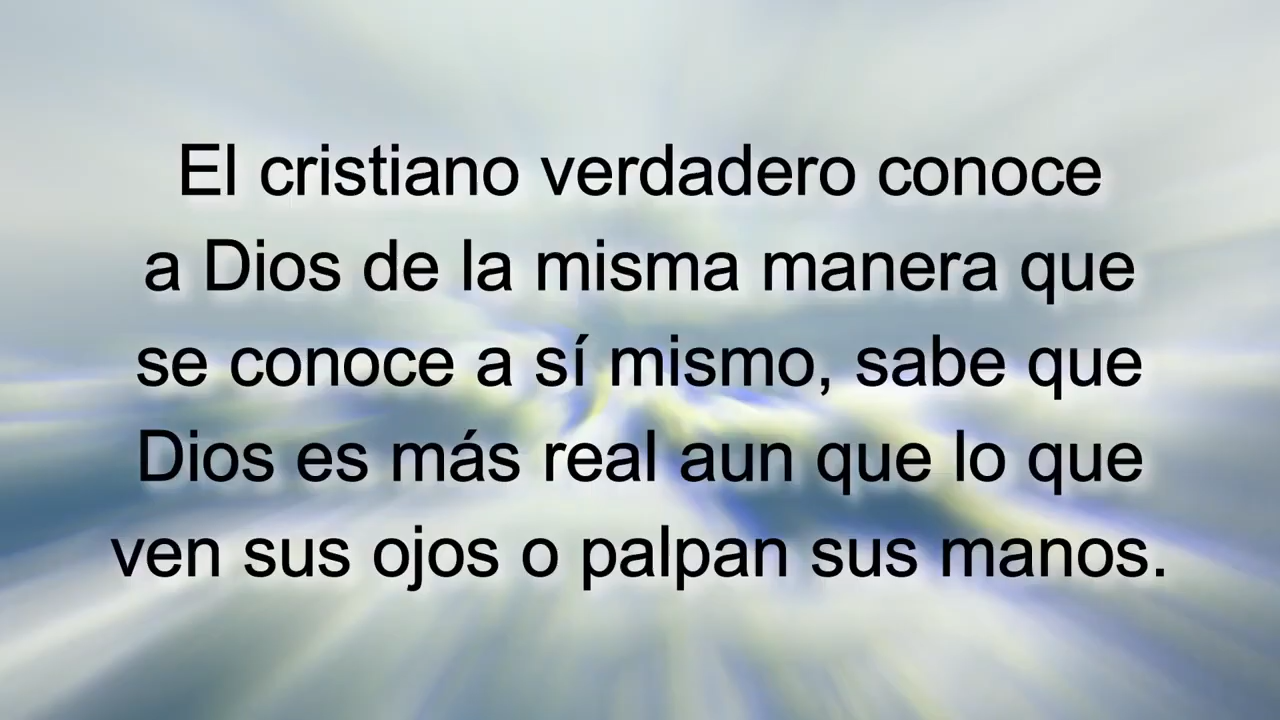 El cristiano verdadero conoce
a Dios de la misma manera que
se conoce a sí mismo, sabe que
Dios es más real aun que lo que
ven sus ojos o palpan sus manos.